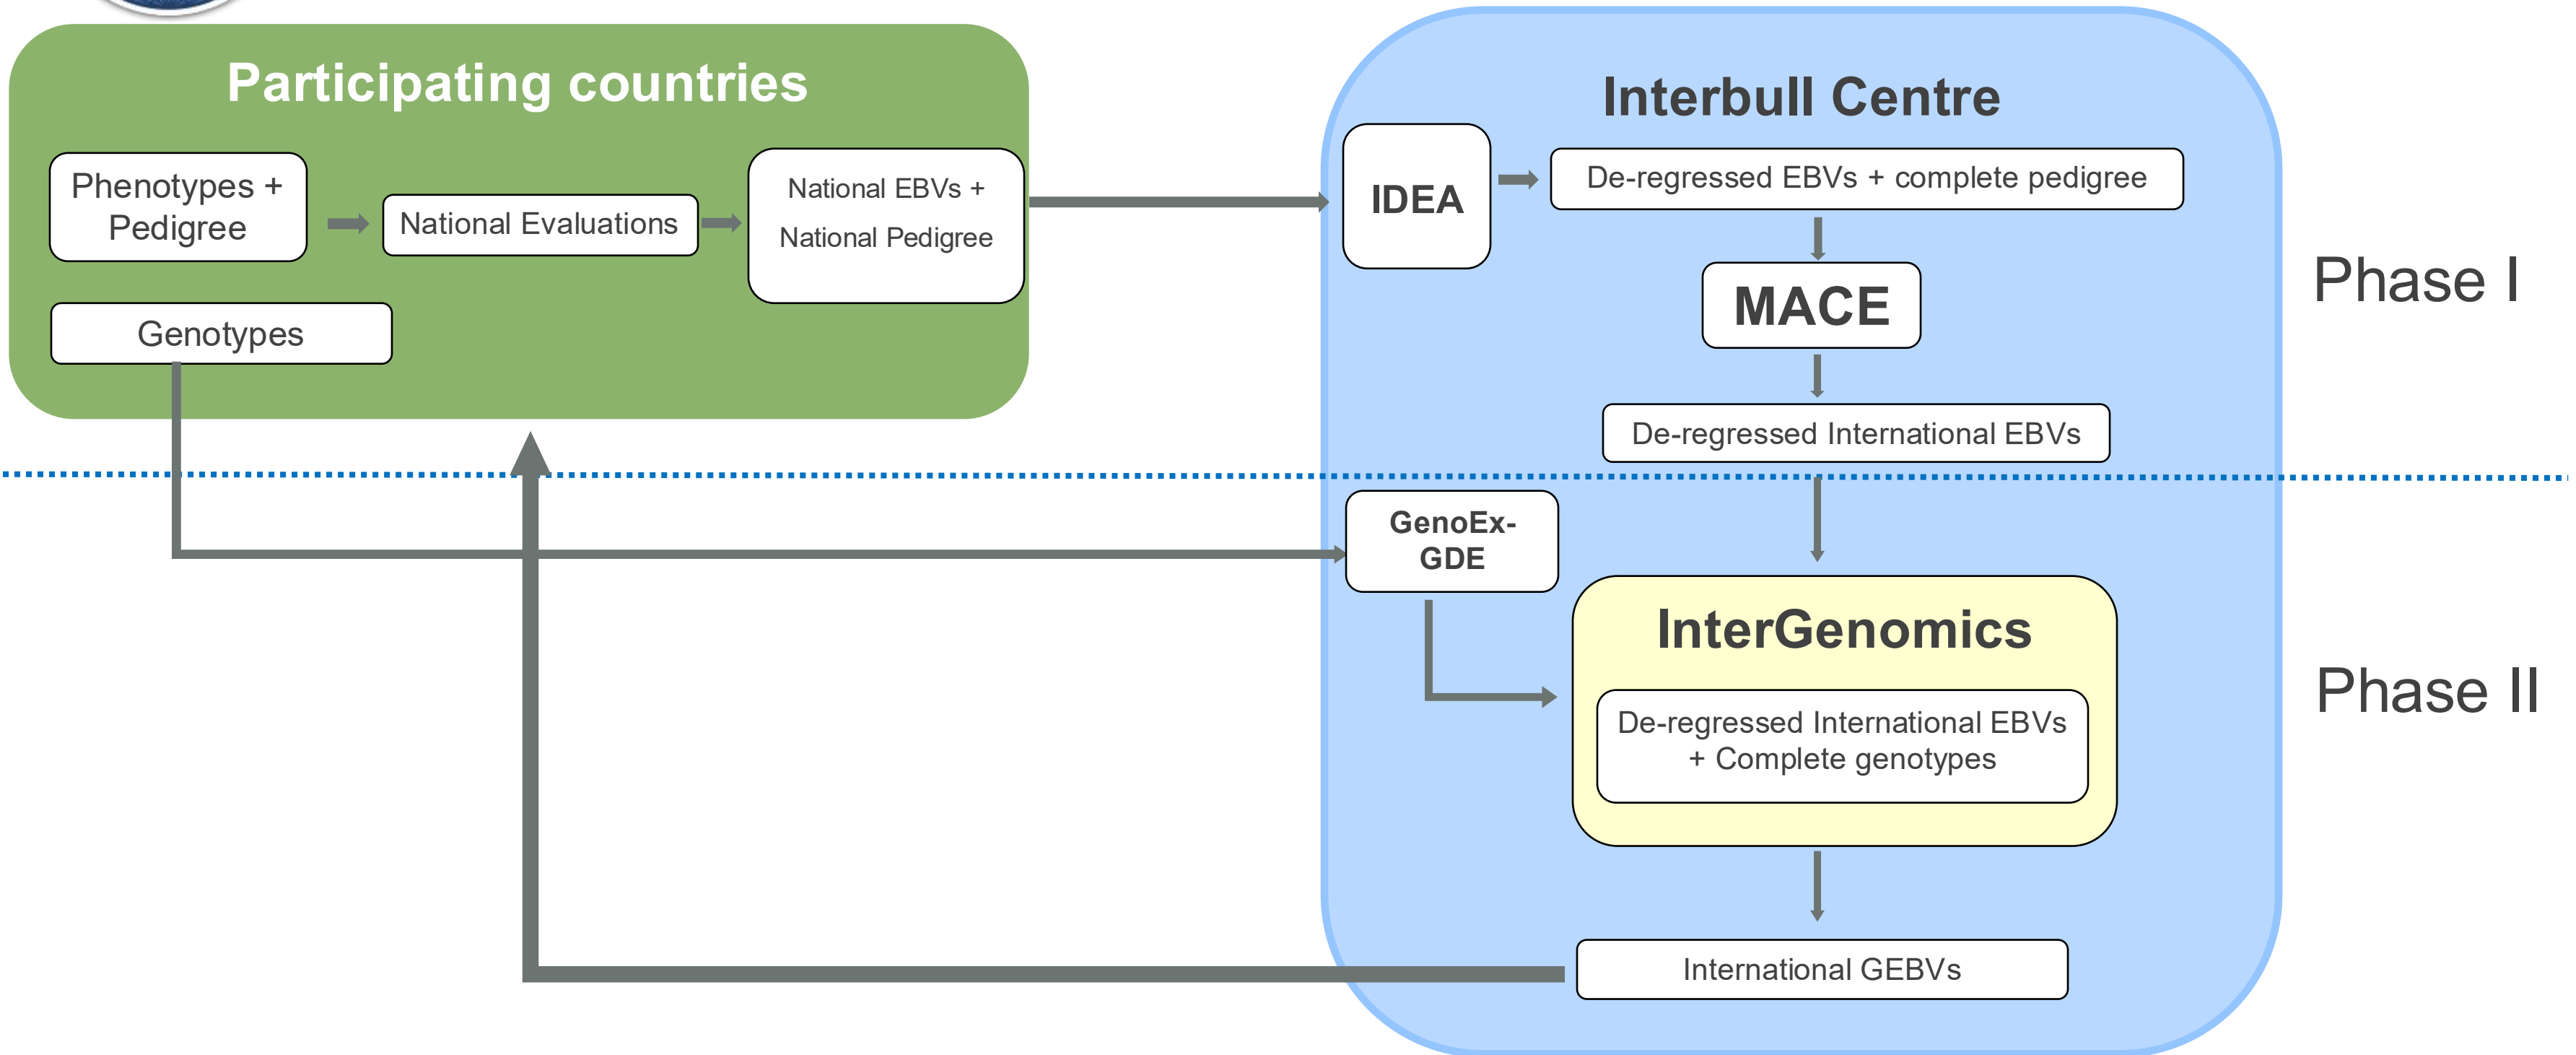 Participating countries
Phenotypes +
Pedigree
National Evaluations
National EBVs +
National Pedigree
Genotypes
Interbull Centre
IDEA
De-regressed EBVs + complete pedigree
MACE
De-regressed International EBVs
Phase I
GenoEx-
GDE
InterGenomics
De-regressed International EBVs
+ Complete genotypes
International GEBVs
Phase II